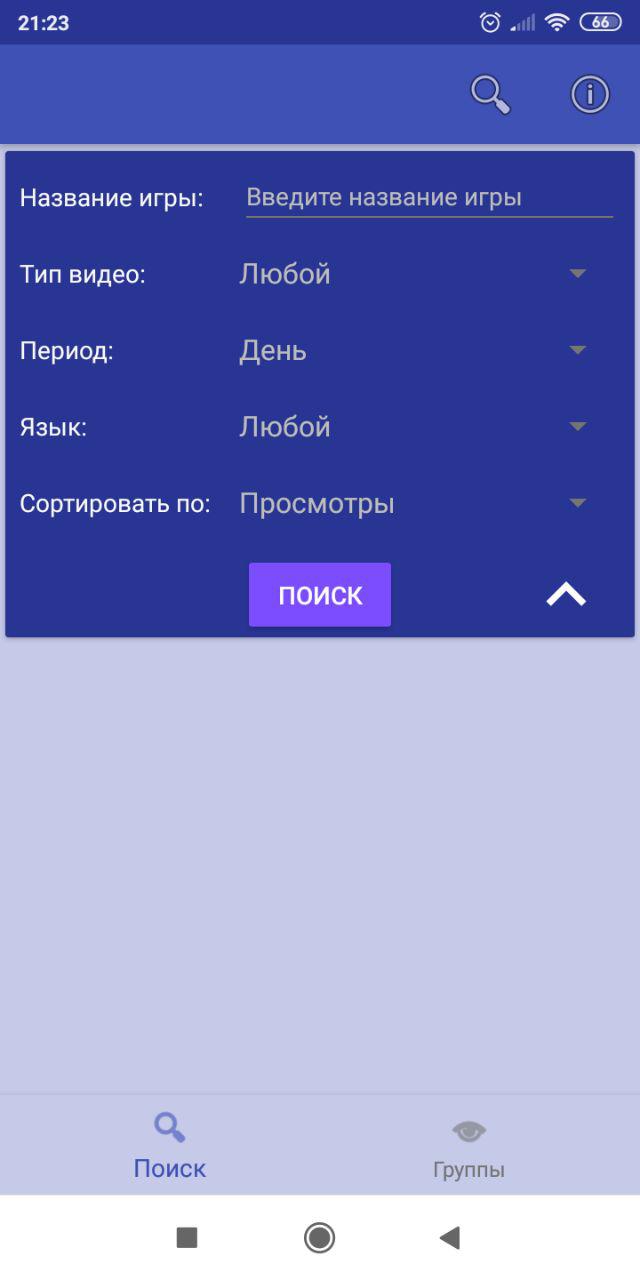 21:23
66
Название игры:
Введите название игры
Тип видео:
Любой
Период:
День
Язык:
Любой
Сортировать по:
Просмотры
ПОИСК
Поиск
Группы